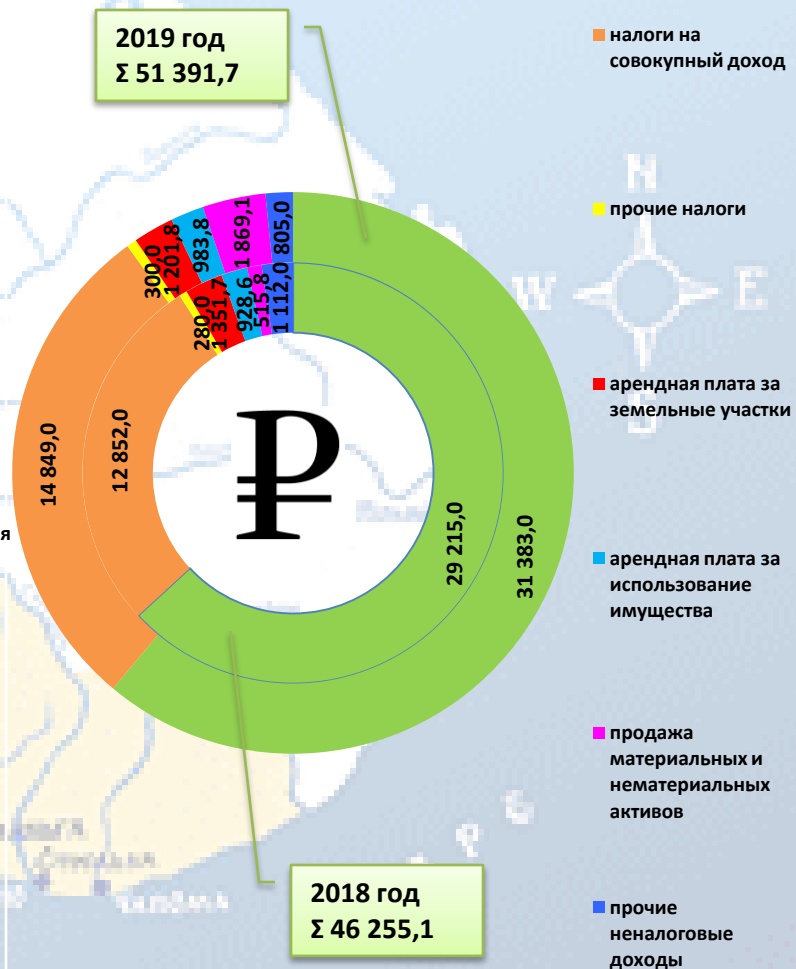 2019 год
Σ 51 391,7
налоги на
совокупный доход
прочие налоги
арендная плата за
земельные участки
арендная плата за
использование
имущества
продажа
материальных и
нематериальных
активов
прочие
неналоговые
доходы
300,0
1 201,8
983,8
1 869,1
805,0
280,0
1 351,7
928,6
515,8
1 112,0
14 849,0
12 852,0
29 215,0
31 383,0
₽
я
N
W
E
S
2018 год
Σ 46 255,1